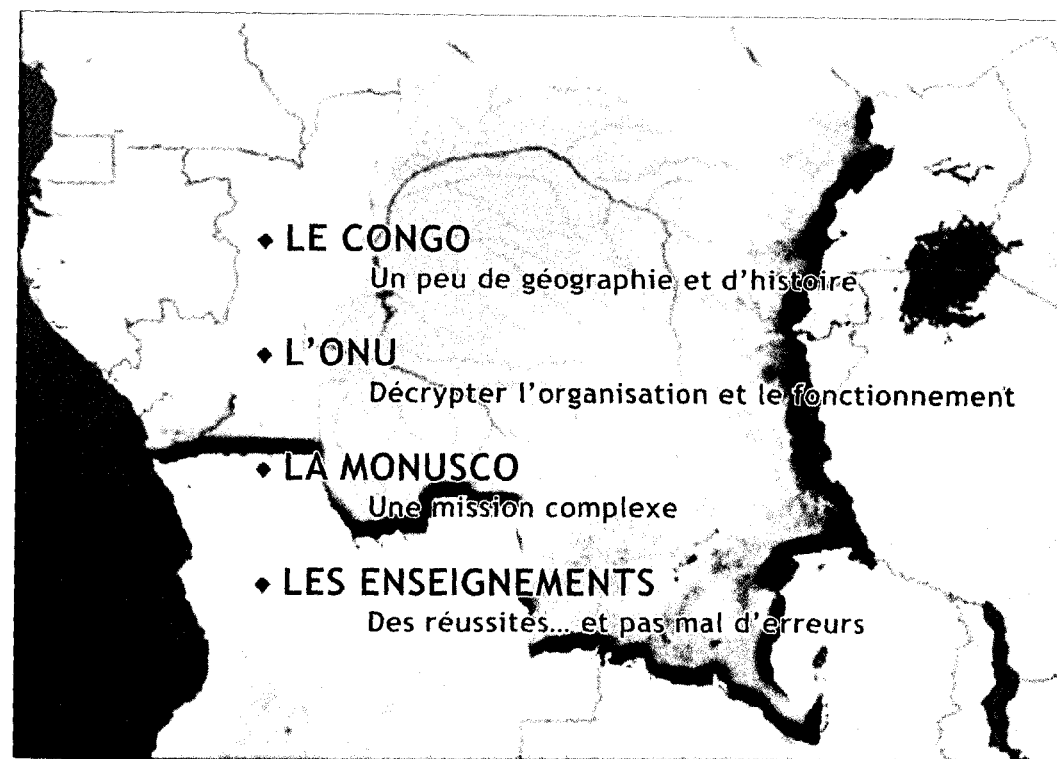 ◆ LE CONGO
Un peu de géographie et d'histoire
◆ L'ONU
Décrypter l'organisation et le fonctionnement
◆ LA MONUSCO
Une mission complexe
◆ LES ENSEIGNEMENTS
Des réussites... et pas mal d'erreurs